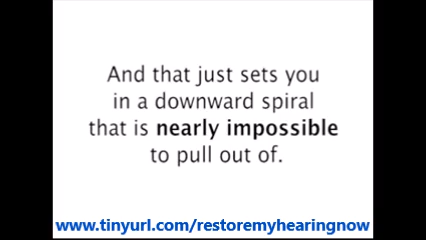 And that just sets you
in a downward spiral
that is nearly impossible
to pull out of.
www.tinyurl.com/restoremyhearingnow